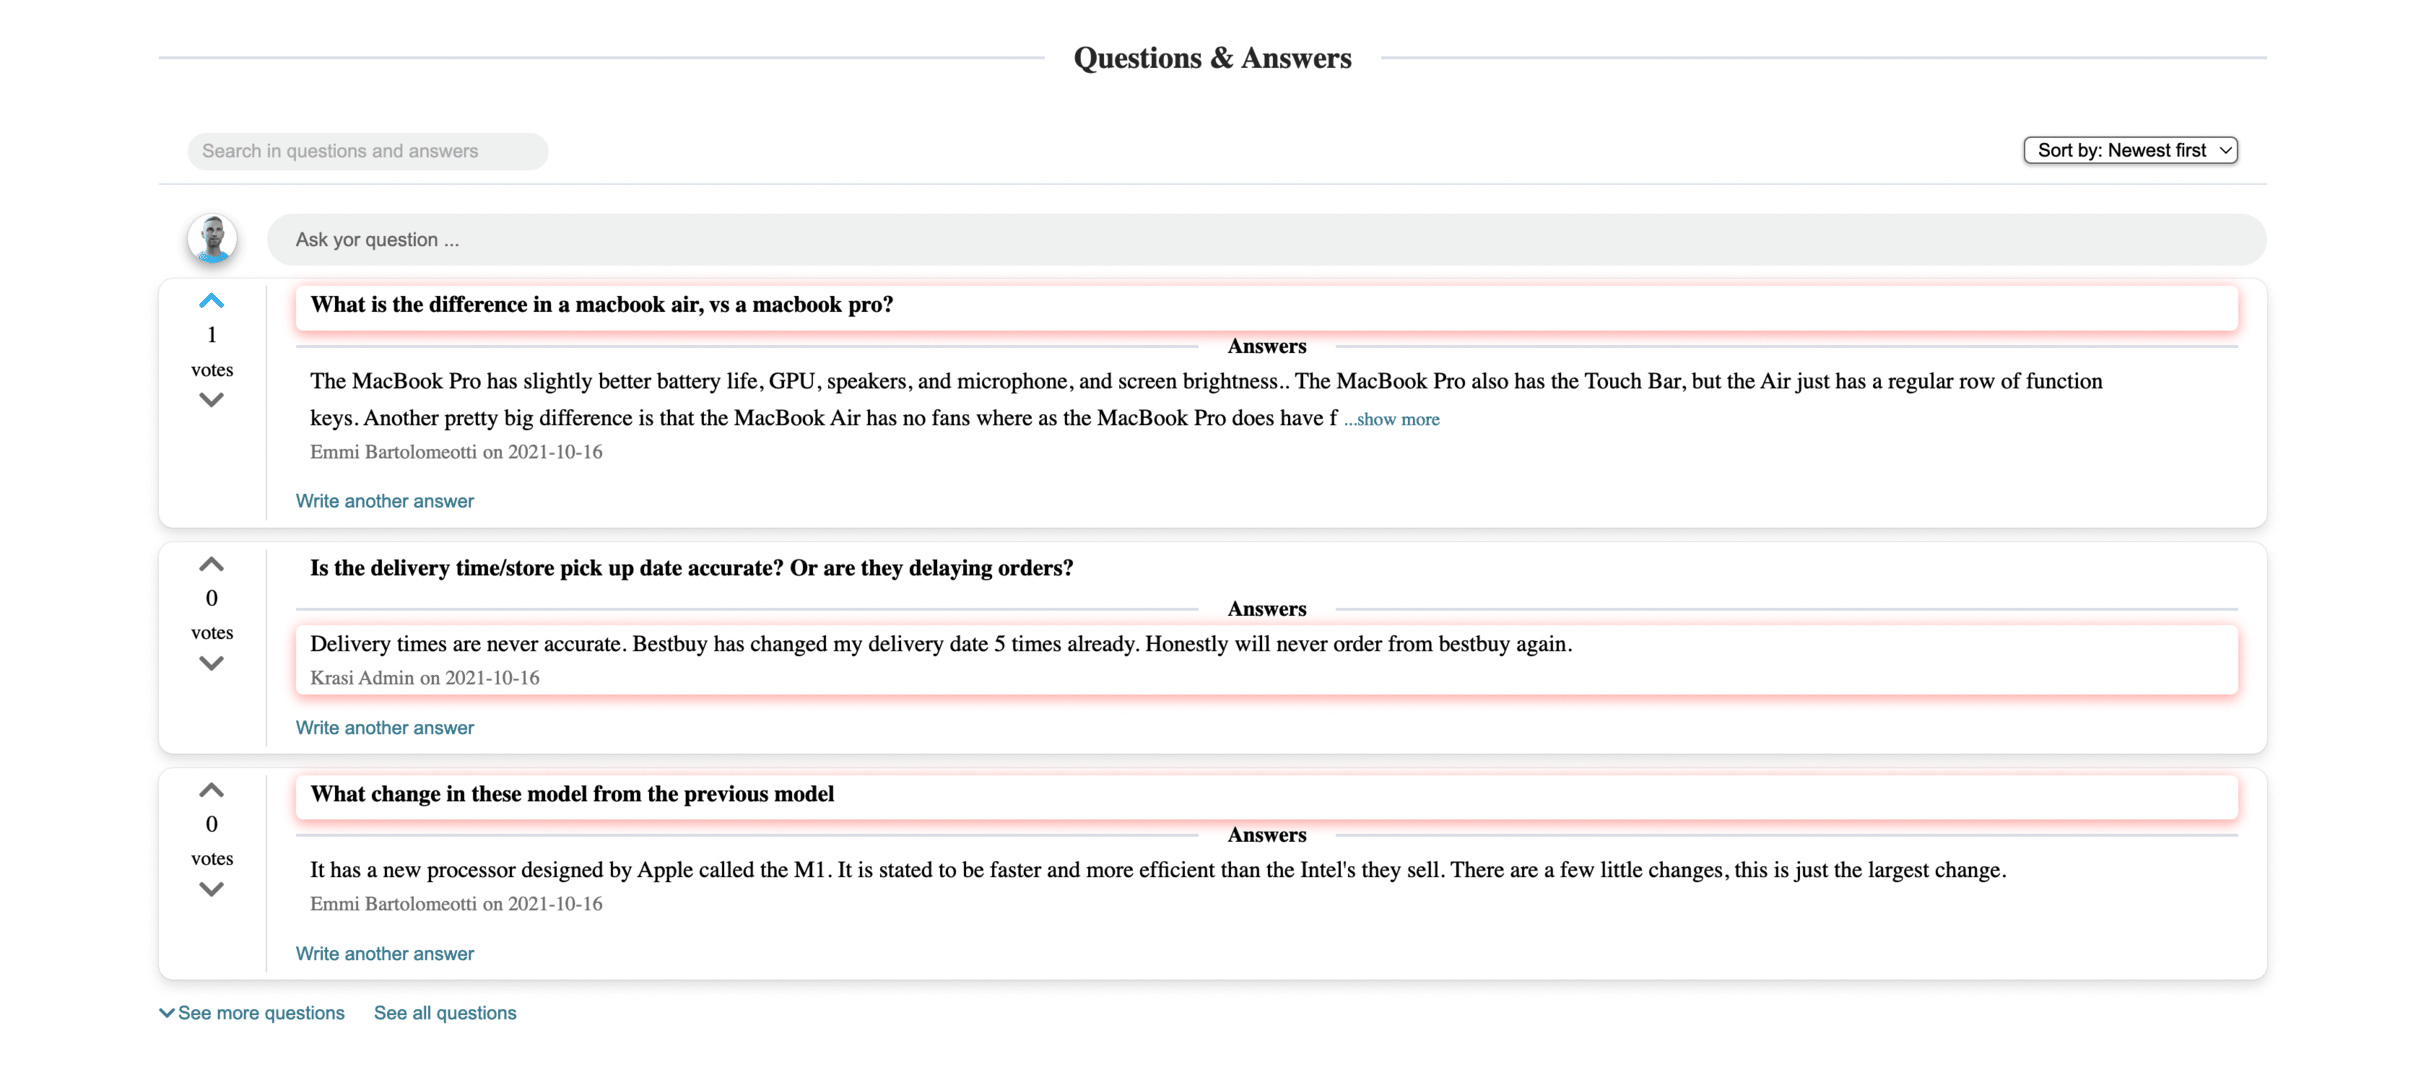 Questions & Answers
Search in questions and answers
Sort by: Newest first
Ask yor question ...
What is the difference in a macbook air, vs a macbook pro?
1
votes
Answers
The MacBook Pro has slightly better battery life, GPU, speakers, and microphone, and screen brightness.. The MacBook Pro also has the Touch Bar, but the Air just has a regular row of function
keys. Another pretty big difference is that the MacBook Air has no fans where as the MacBook Pro does have f ...show more
Emmi Bartolomeotti on 2021-10-16
Write another answer
Is the delivery time/store pick up date accurate? Or are they delaying orders?
0
votes
Answers
Delivery times are never accurate. Bestbuy has changed my delivery date 5 times already. Honestly will never order from bestbuy again.
Krasi Admin on 2021-10-16
Write another answer
What change in these model from the previous model
0
votes
Answers
It has a new processor designed by Apple called the M1. It is stated to be faster and more efficient than the Intel's they sell. There are a few little changes, this is just the largest change.
Emmi Bartolomeotti on 2021-10-16
Write another answer
See more questions See all questions